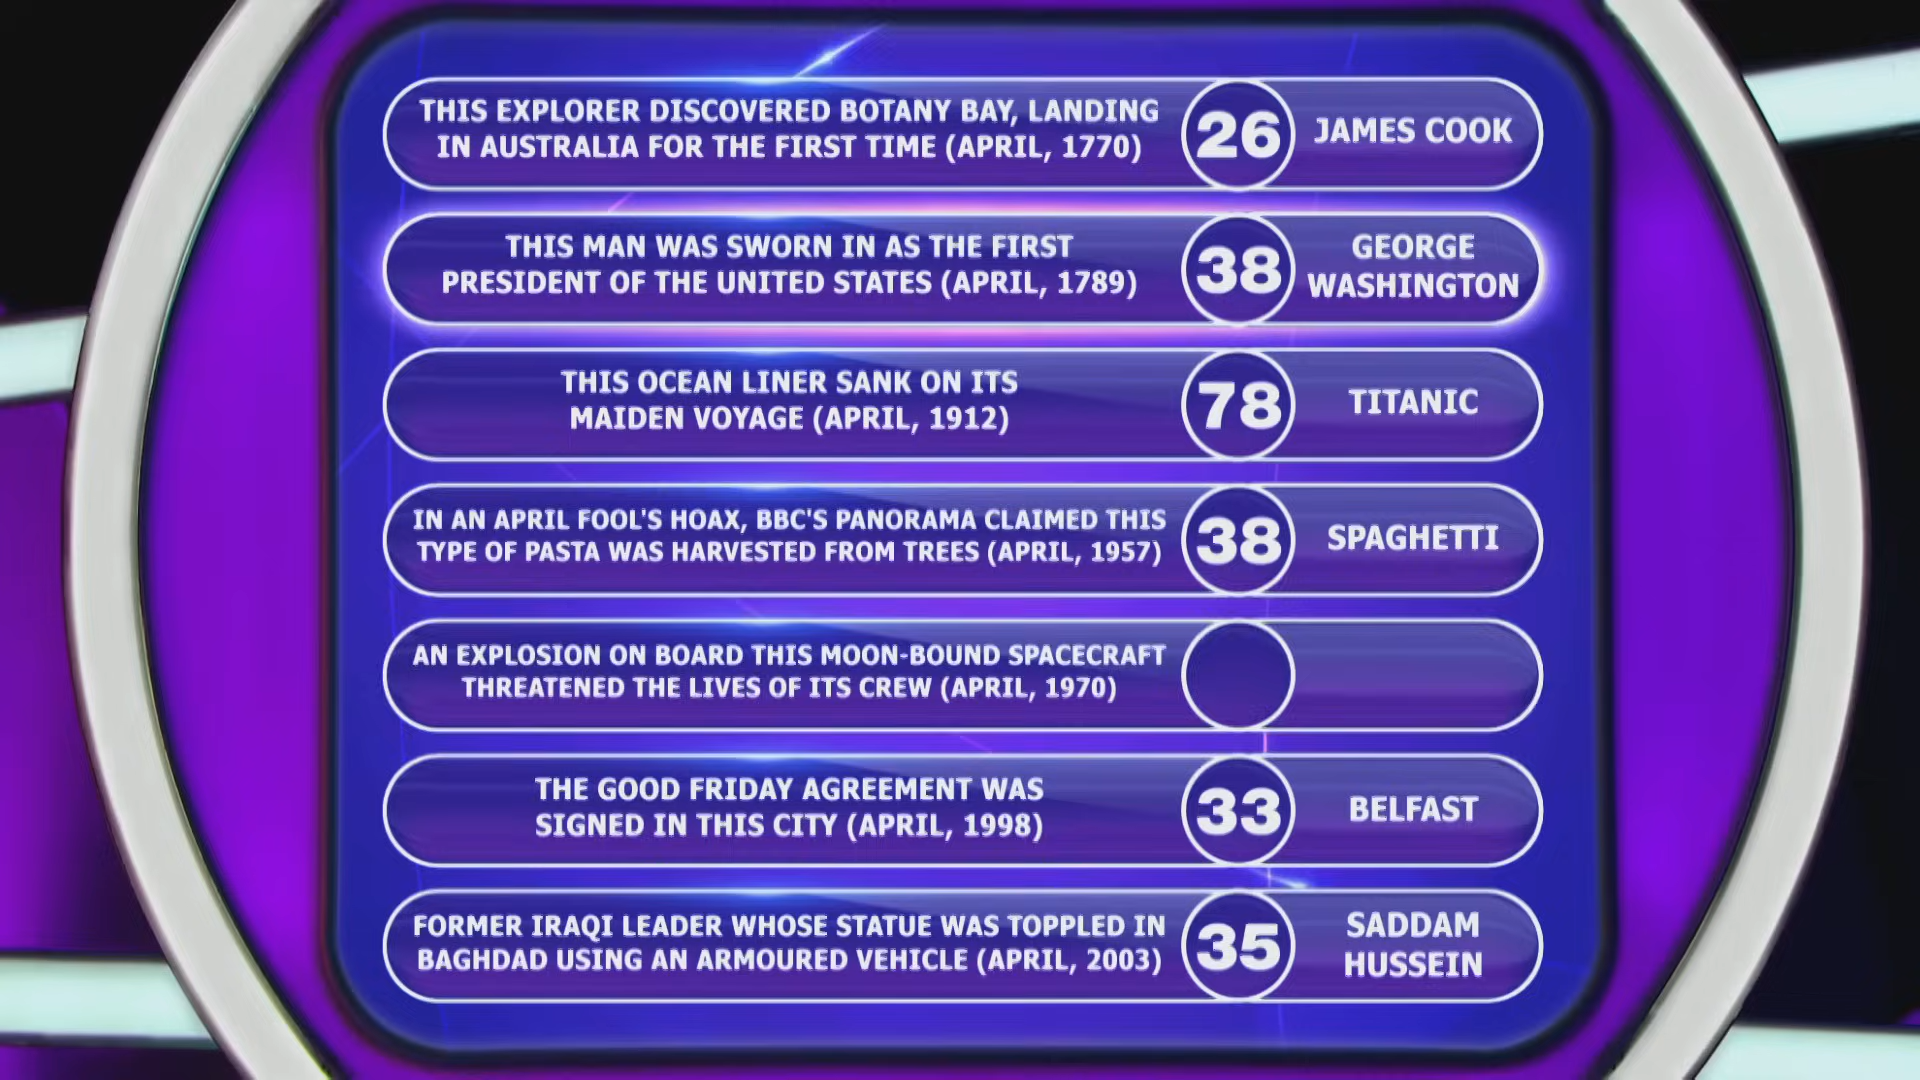 THIS EXPLORER DISCOVERED BOTANY BAY, LANDING
IN AUSTRALIA FOR THE FIRST TIME (APRIL, 1770)
26
JAMES COOK
THIS MAN WAS SWORN IN AS THE FIRST
PRESIDENT OF THE UNITED STATES (APRIL, 1789)
38
GEORGE
WASHINGTON
THIS OCEAN LINER SANK ON ITS
MAIDEN VOYAGE (APRIL, 1912)
78
TITANIC
IN AN APRIL FOOL'S HOAX, BBC'S PANORAMA CLAIMED THIS
TYPE OF PASTA WAS HARVESTED FROM TREES (APRIL, 1957)
38
SPAGHETTI
AN EXPLOSION ON BOARD THIS MOON-BOUND SPACECRAFT
THREATENED THE LIVES OF ITS CREW (APRIL, 1970)
THE GOOD FRIDAY AGREEMENT WAS
SIGNED IN THIS CITY (APRIL, 1998)
33
BELFAST
FORMER IRAQI LEADER WHOSE STATUE WAS TOPPLED IN
BAGHDAD USING AN ARMOURED VEHICLE (APRIL, 2003)
35
SADDAM
HUSSEIN